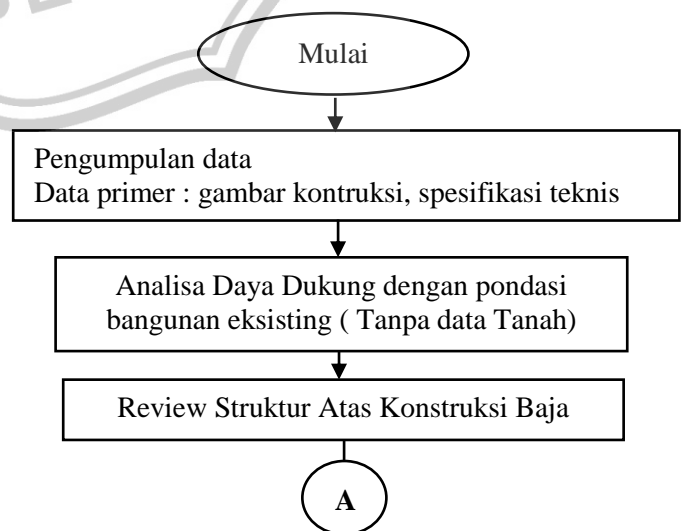 Mulai
Pengumpulan data
Data primer : gambar kontruksi, spesifikasi teknis
Analisa Daya Dukung dengan pondasi
bangunan eksisting ( Tanpa data Tanah)
Review Struktur Atas Konstruksi Baja
A